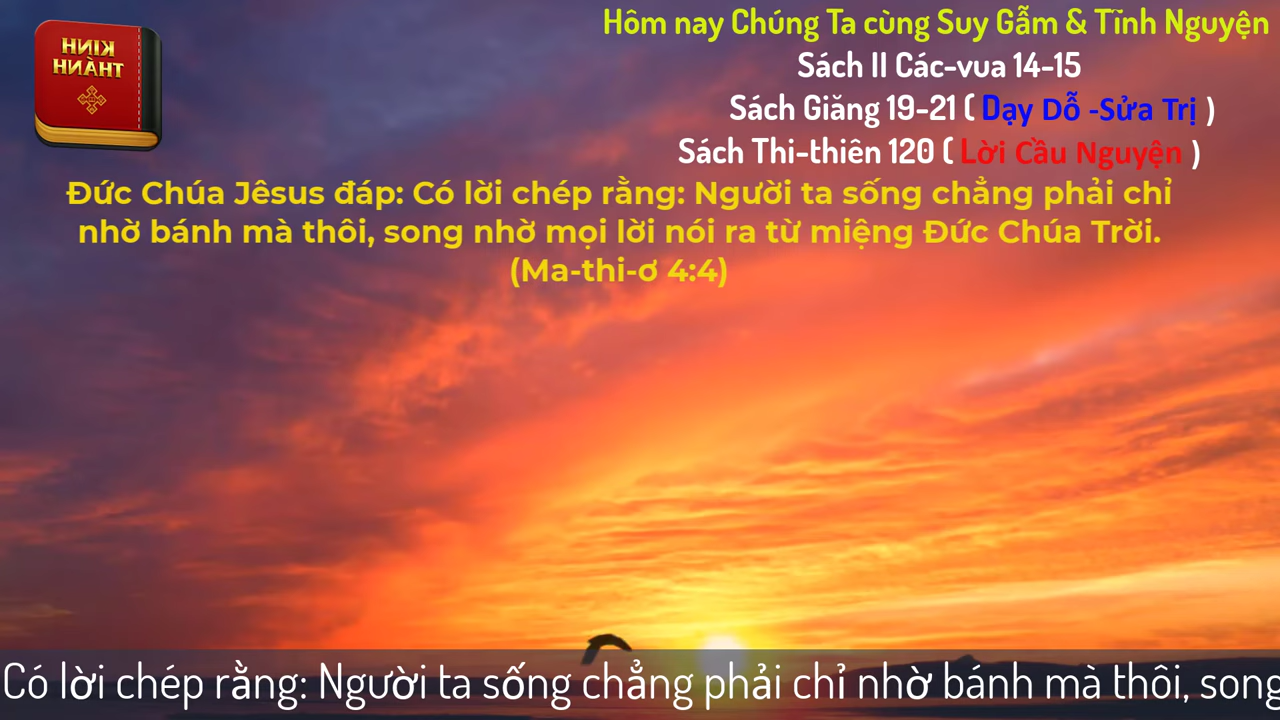 KINH
THÀNH
Hôm nay Chúng Ta cùng Suy Gẫm & Tĩnh Nguyện
Sách II Các-vua 14-15
Sách Giăng 19-21 ( Dạy Dỗ -Sửa Trị )
Sách Thi-thiên 120 ( Lời Cầu Nguyện )
Đức Chúa Jêsus đáp: Có lời chép rằng: Người ta sống chẳng phải chỉ
nhờ bánh mà thôi, song nhờ mọi lời nói ra từ miệng Đức Chúa Trời.
(Ma-thi-ơ 4:4)
Có lời chép rằng: Người ta sống chẳng phải chỉ nhờ bánh mà thôi, song